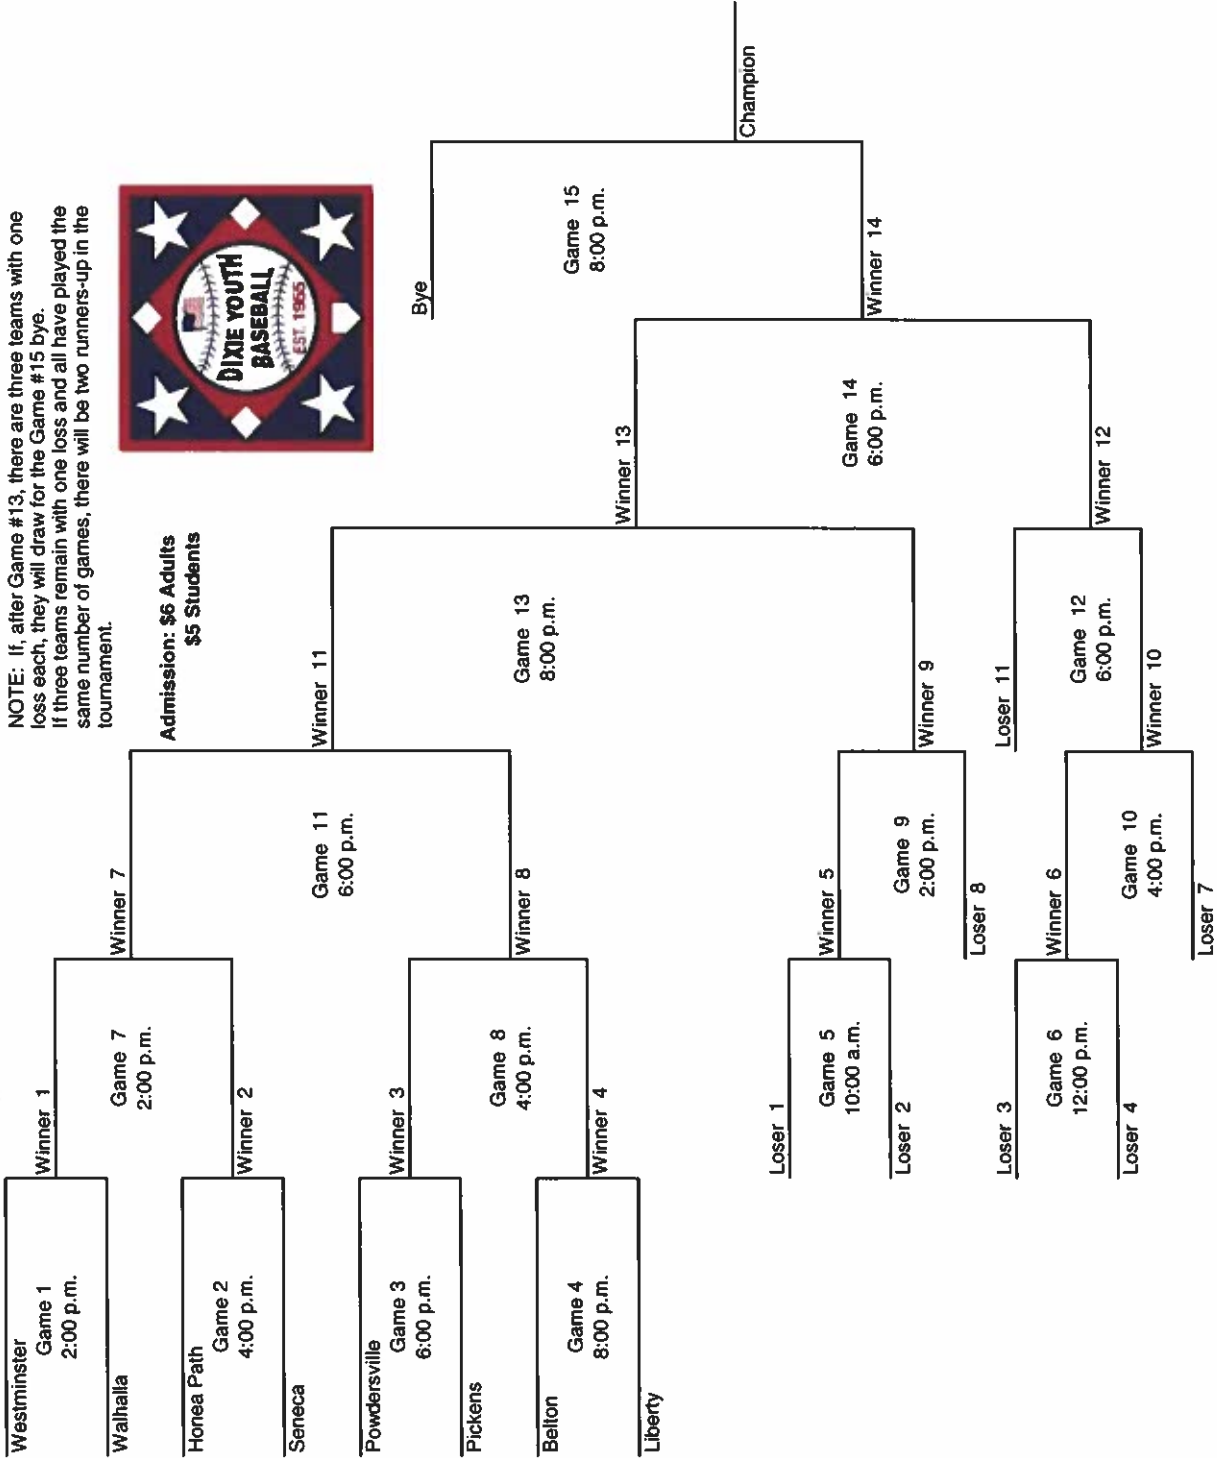 NOTE: If, after Game #13, there are three teams with one
loss each, they will draw for the Game #15 bye.
If three teams remain with one loss and all have played the
same number of games, there will be two runners-up in the
tournament.
Admission: $6 Adults
$5 Students
DIXIE YOUTH
BASEBALL
EST. 1955
Westminster
Game 1
2:00 p.m.
Walhalla
Winner 1
Honea Path
Game 2
4:00 p.m.
Seneca
Winner 2
Powdersville
Game 3
6:00 p.m.
Pickens
Winner 3
Belton
Game 4
8:00 p.m.
Liberty
Winner 4
Game 7
2:00 p.m.
Winner 7
Game 8
4:00 p.m.
Winner 8
Game 11
6:00 p.m.
Winner 11
Loser 1
Game 5
10:00 a.m.
Loser 2
Winner 5
Game 9
2:00 p.m.
Loser 8
Winner 9
Loser 3
Game 6
12:00 p.m.
Loser 4
Winner 6
Game 10
4:00 p.m.
Loser 7
Winner 10
Loser 11
Game 12
6:00 p.m.
Winner 12
Game 13
8:00 p.m.
Winner 13
Game 14
6:00 p.m.
Winner 14
Bye
Game 15
8:00 p.m.
Champion